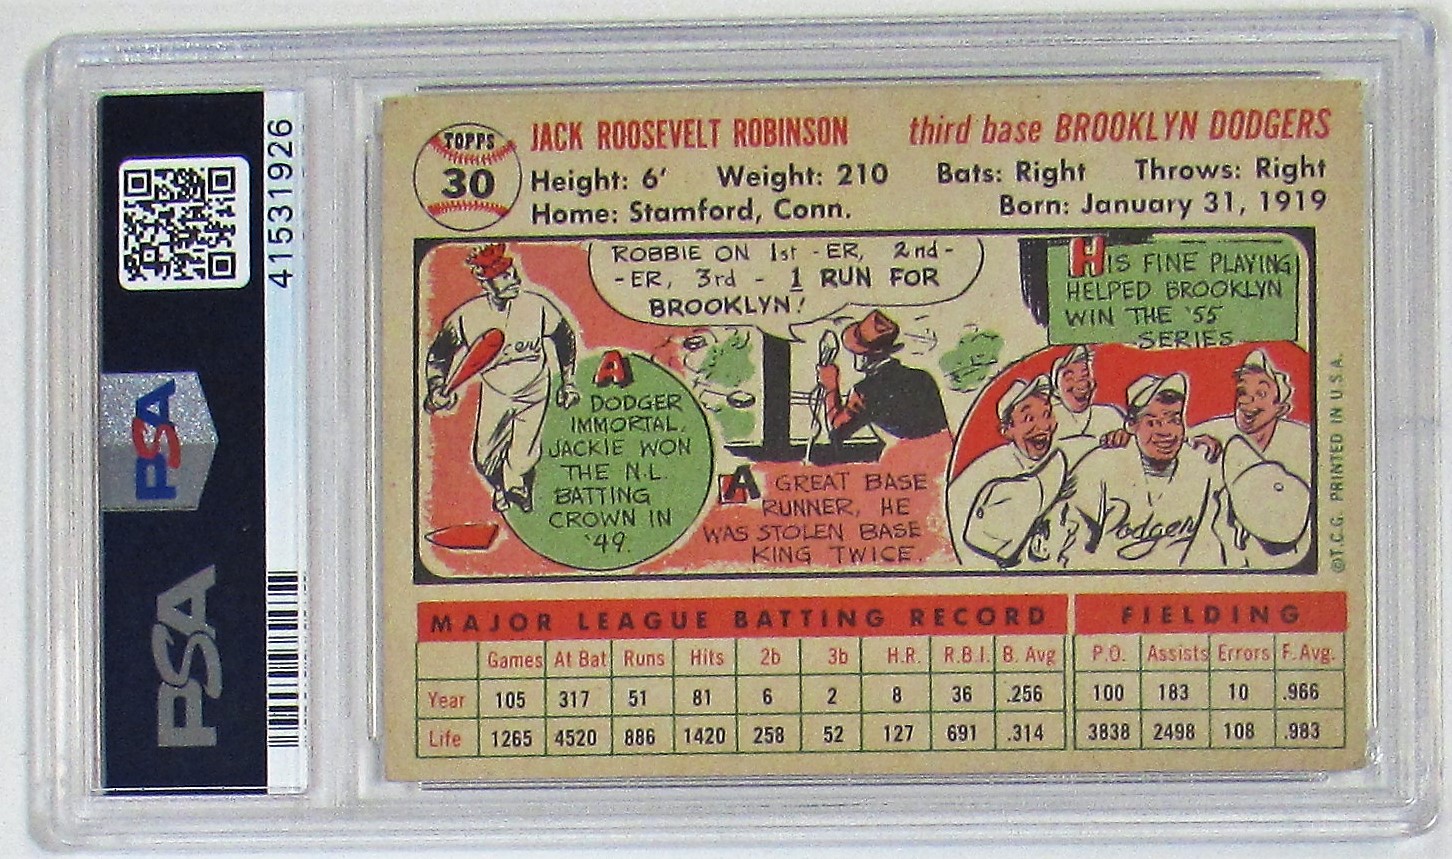 41531926
PSA
PSA
TOPPS
30
JACK ROOSEVELT ROBINSON third base BROOKLYN DODGERS
Height: 6' Weight: 210 Bats: Right Throws: Right
Home: Stamford, Conn. Born: January 31, 1919
ROBBIE ON 1st -ER, 2nd-
-ER, 3rd - 1 RUN FOR
BROOKLYN!
HIS FINE PLAYING
HELPED BROOKLYN
WIN THE '55
SERIES
A
DODGER
IMMORTAL,
JACKIE WON
THE N.L.
BATTING
CROWN IN
'49.
A GREAT BASE
RUNNER, HE
WAS STOLEN BASE
KING TWICE.
Dodgers
©T.C.G. PRINTED IN U.S.A.
MAJOR LEAGUE BATTING RECORD FIELDING
Games At Bat Runs Hits 2b 3b H.R. R.B.I. B. Avg P.O. Assists Errors F. Avg.
Year 105 317 51 81 6 2 8 36 .256 100 183 10 .966
Life 1265 4520 886 1420 258 52 127 691 .314 3838 2498 108 .983